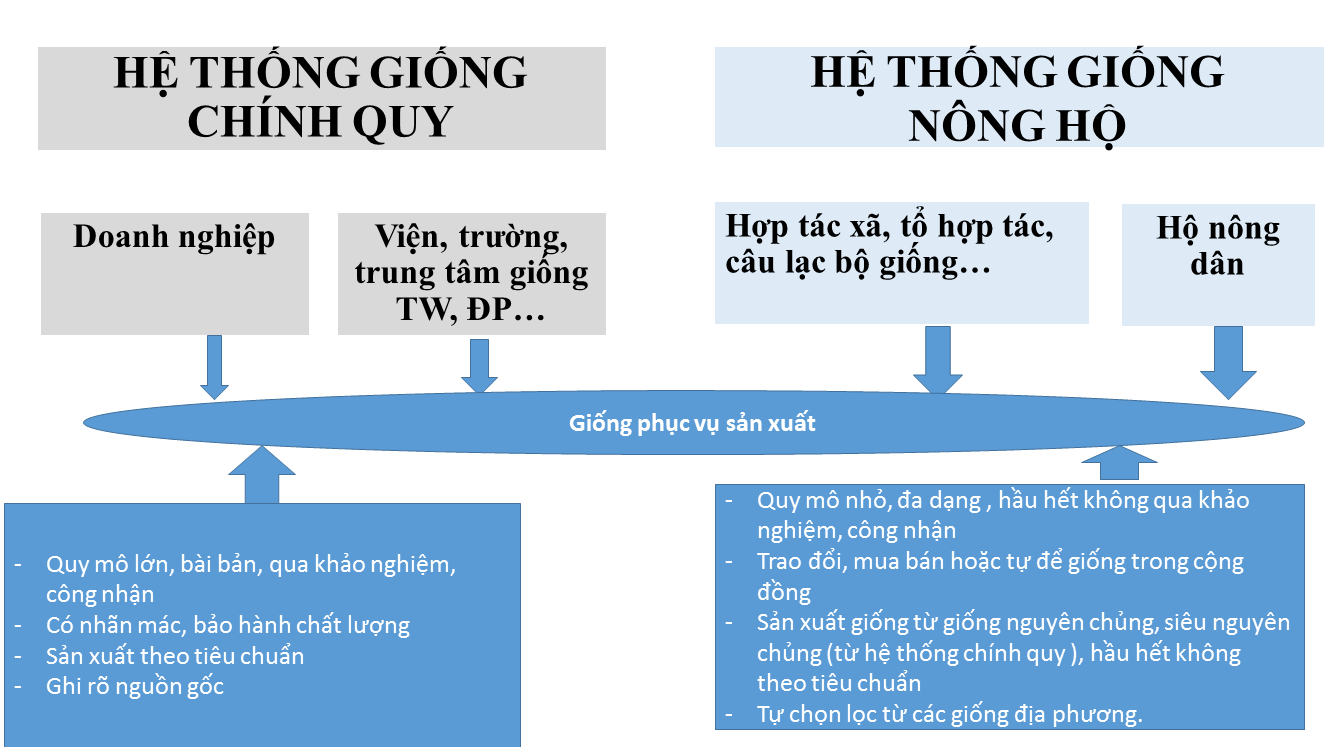 HỆ THỐNG GIỐNG
CHÍNH QUY
HỆ THỐNG GIỐNG
NÔNG HỘ
Doanh nghiệp
Viện, trường,
trung tâm giống
TW, ĐP…
Hợp tác xã, tổ hợp tác,
câu lạc bộ giống…
Hộ nông
dân
Giống phục vụ sản xuất
- Quy mô lớn, bài bản, qua khảo nghiệm,
công nhận
- Có nhãn mác, bảo hành chất lượng
- Sản xuất theo tiêu chuẩn
- Ghi rõ nguồn gốc
- Quy mô nhỏ, đa dạng , hầu hết không qua khảo
nghiệm, công nhận
- Trao đổi, mua bán hoặc tự để giống trong cộng
đồng
- Sản xuất giống từ giống nguyên chủng, siêu nguyên
chủng (từ hệ thống chính quy ), hầu hết không
theo tiêu chuẩn
- Tự chọn lọc từ các giống địa phương.